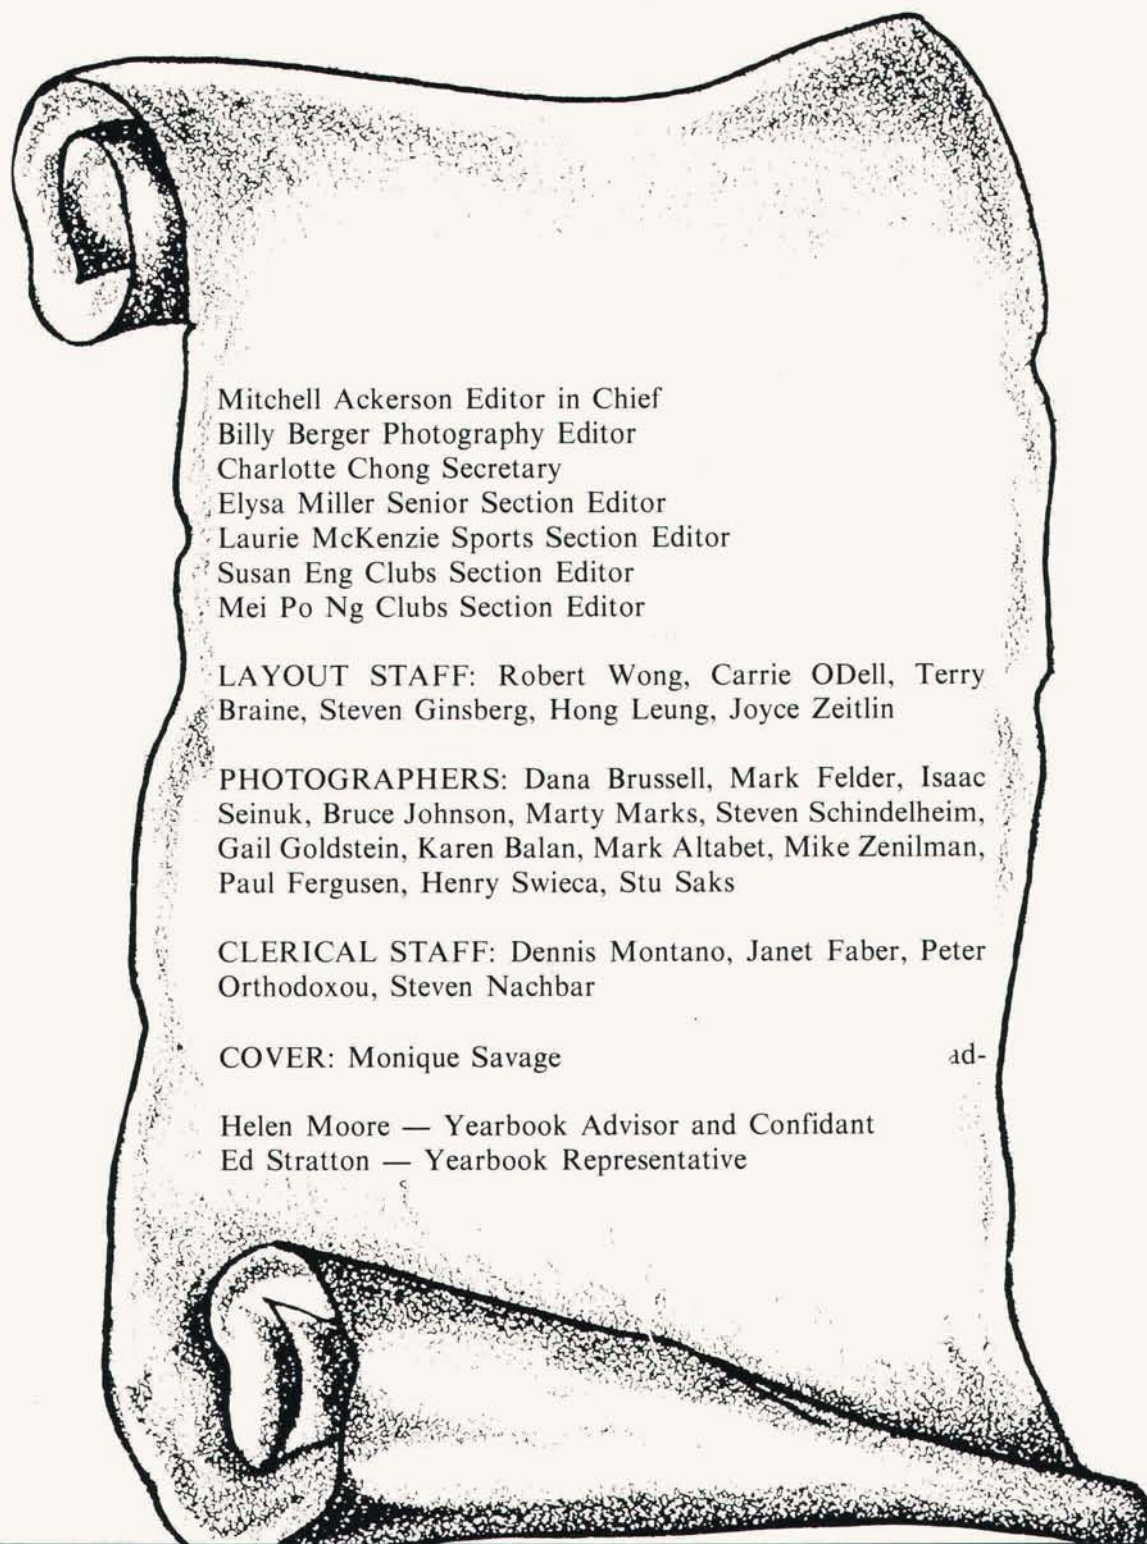 Mitchell Ackerson Editor in Chief
Billy Berger Photography Editor
Charlotte Chong Secretary
Elysa Miller Senior Section Editor
Laurie McKenzie Sports Section Editor
Susan Eng Clubs Section Editor
Mei Po Ng Clubs Section Editor
LAYOUT STAFF: Robert Wong, Carrie ODell, Terry
Braine, Steven Ginsberg, Hong Leung, Joyce Zeitlin
PHOTOGRAPHERS: Dana Brussell, Mark Felder, Isaac
Seinuk, Bruce Johnson, Marty Marks, Steven Schindelheim,
Gail Goldstein, Karen Balan, Mark Altabet, Mike Zenilman,
Paul Fergusen, Henry Swieca, Stu Saks
CLERICAL STAFF: Dennis Montano, Janet Faber, Peter
Orthodoxou, Steven Nachbar
COVER: Monique Savage ad-
Helen Moore — Yearbook Advisor and Confidant
Ed Stratton — Yearbook Representative